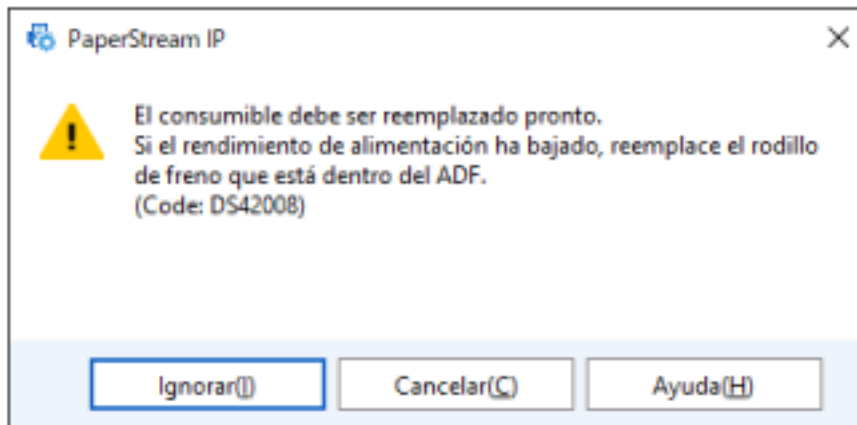 PaperStream IP
El consumible debe ser reemplazado pronto.
Si el rendimiento de alimentación ha bajado, reemplace el rodillo
de freno que está dentro del ADF.
(Code: DS42008)
Ignorar(I)
Cancelar(C)
Ayuda(H)